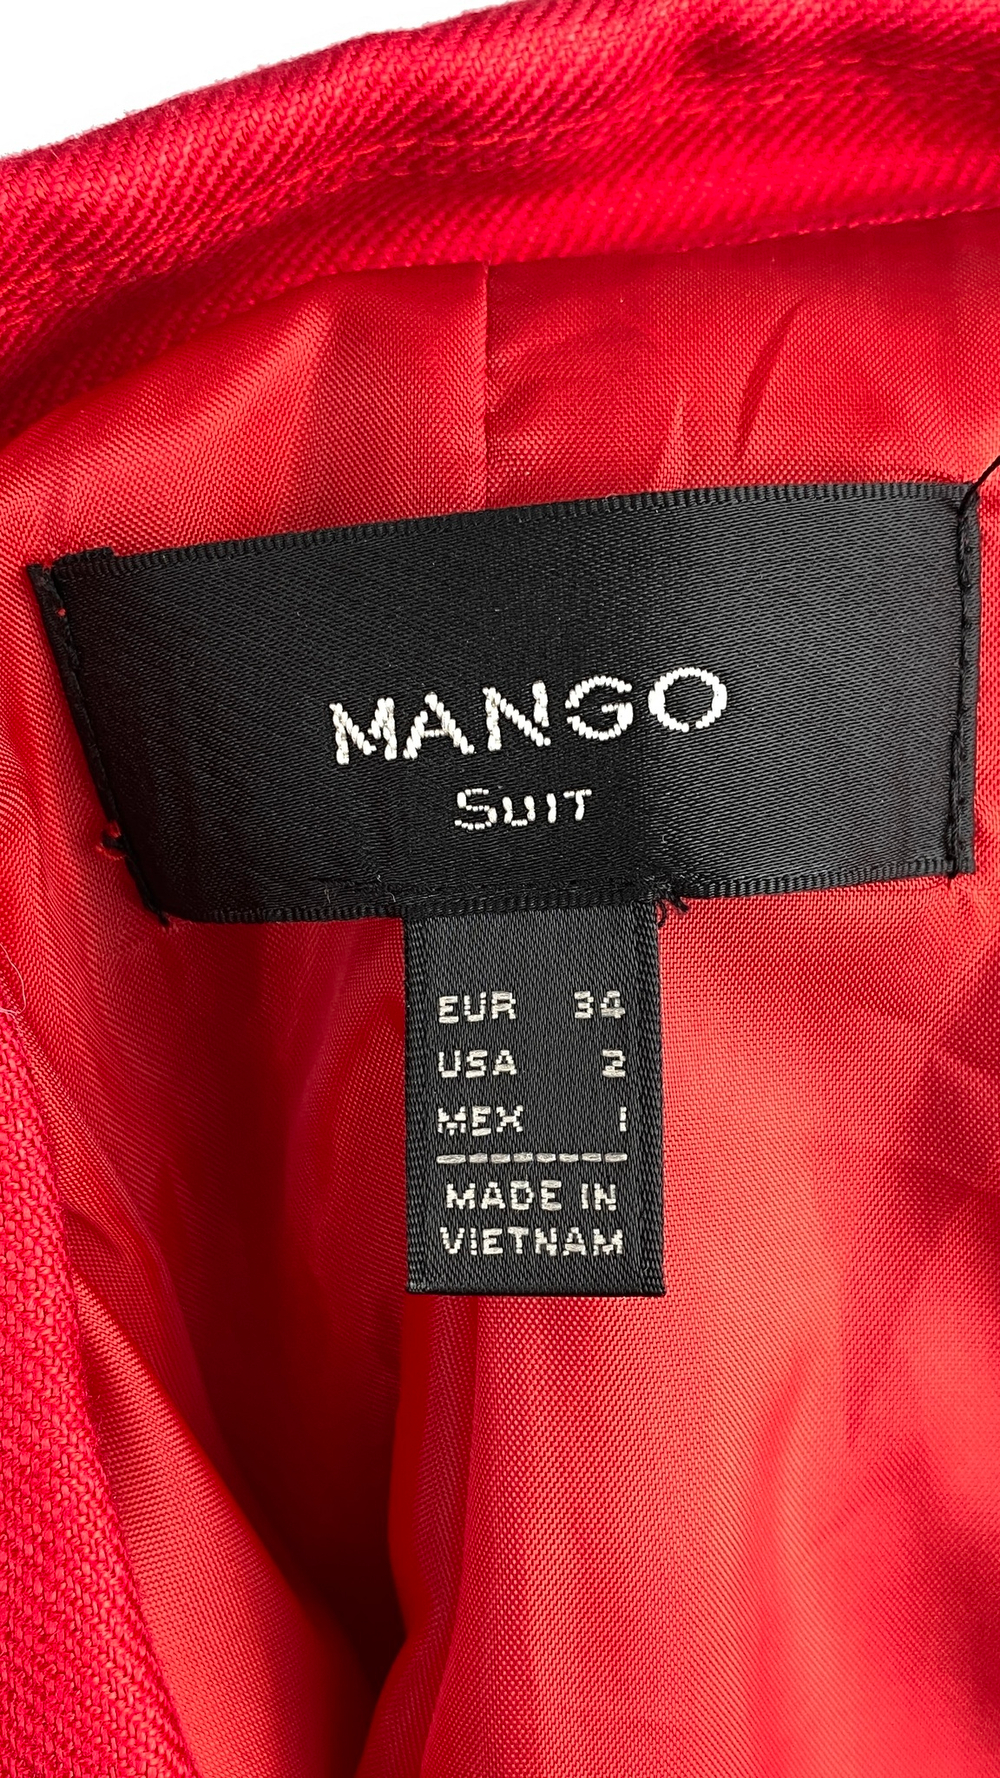 MANGO
SUIT
EUR 34
USA 2
MEX 1
MADE IN
VIETNAM